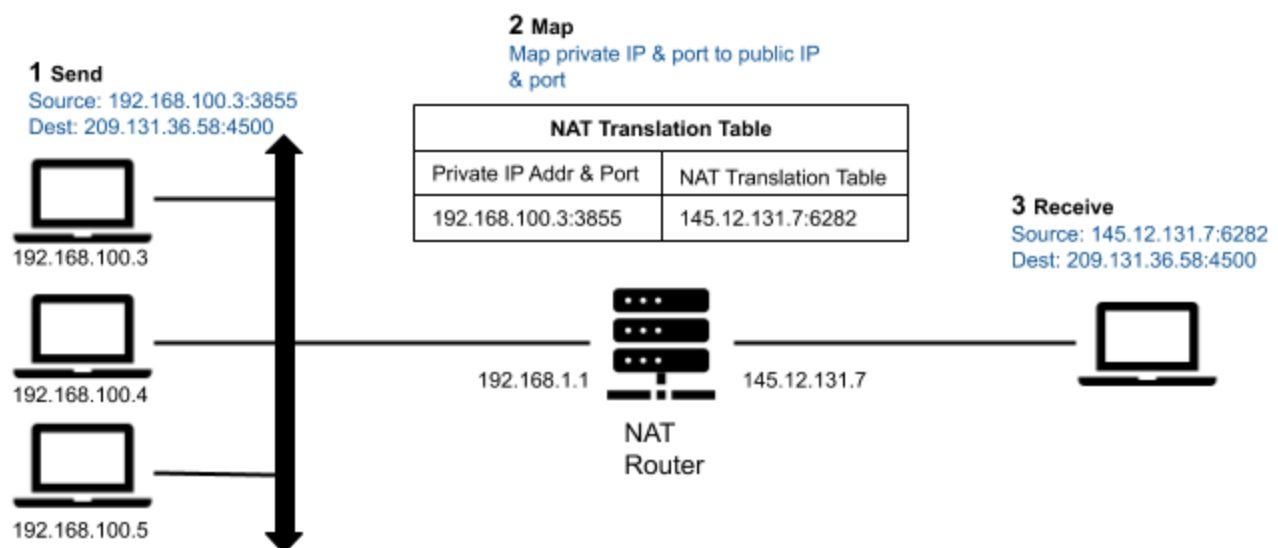 2 Map
Map private IP & port to public IP
& port
1 Send
Source: 192.168.100.3:3855
Dest: 209.131.36.58:4500
NAT Translation Table
Private IP Addr & Port
NAT Translation Table
192.168.100.3:3855
145.12.131.7:6282
3 Receive
Source: 145.12.131.7:6282
Dest: 209.131.36.58:4500
192.168.100.3
192.168.100.4
192.168.100.5
192.168.1.1
145.12.131.7
NAT
Router